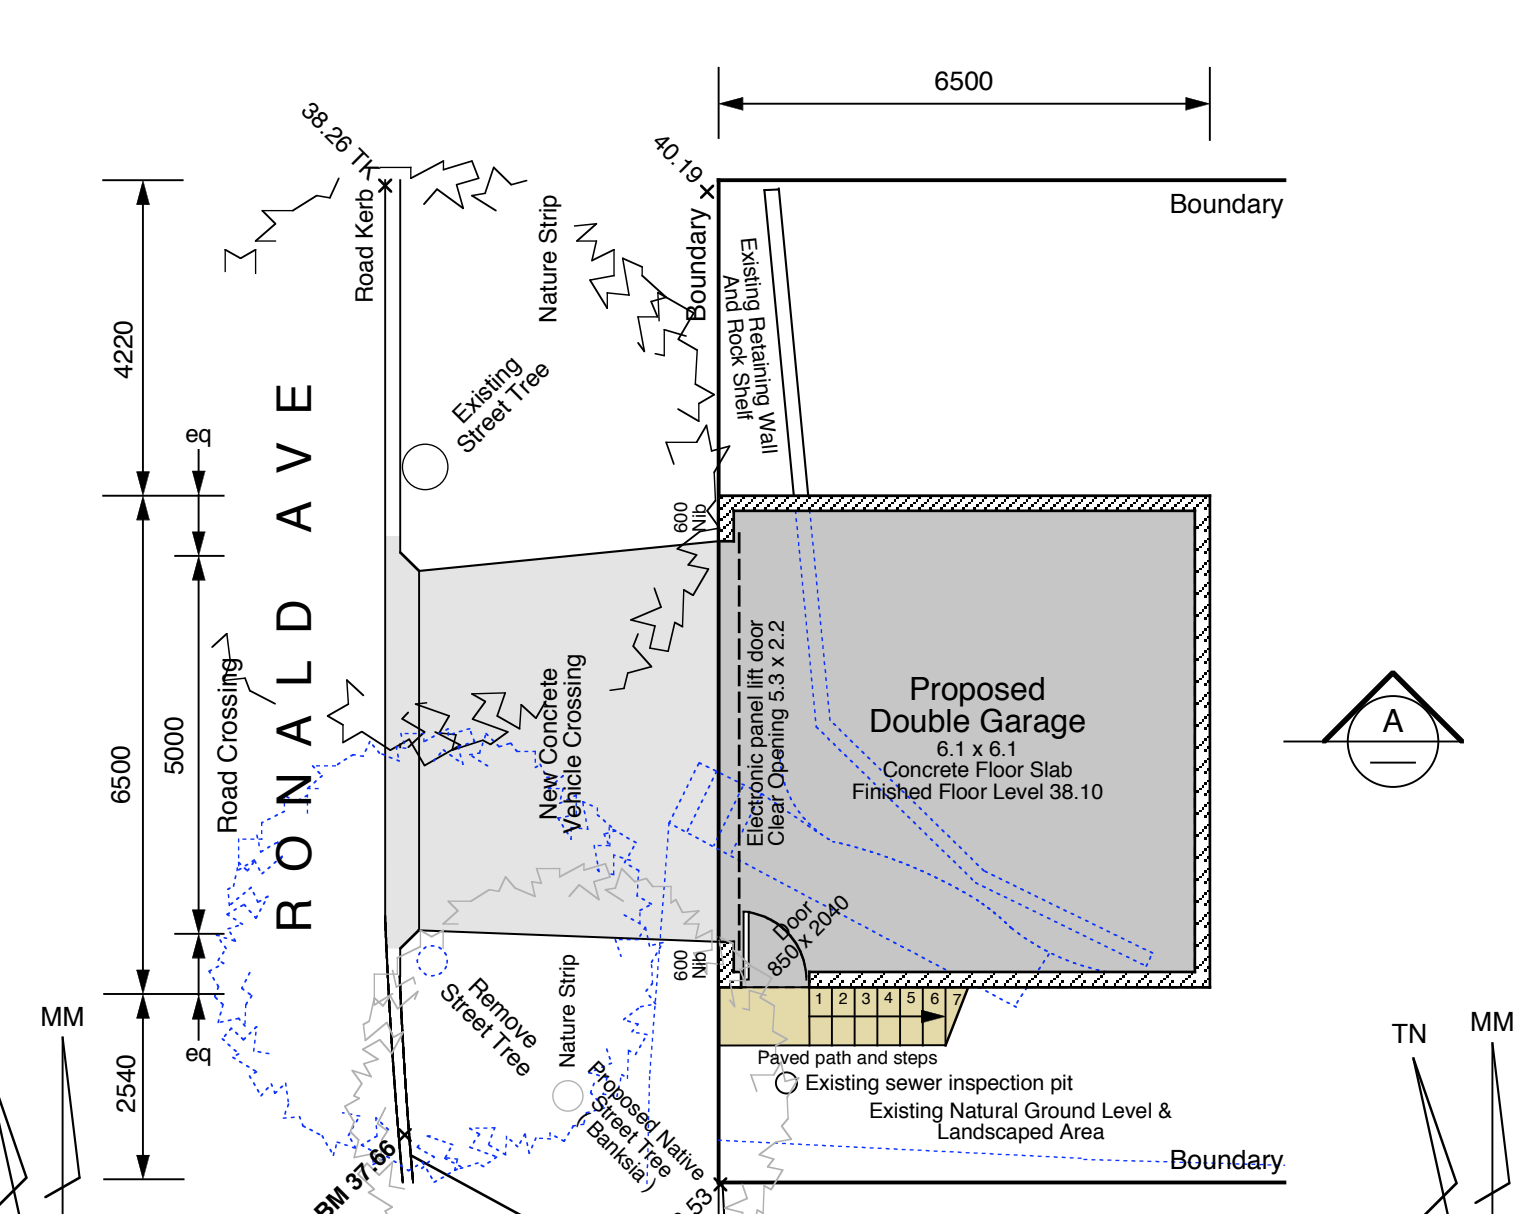 6500
38.26 TK
40.19
Boundary
Road Kerb
Nature Strip
Boundary
Existing Retaining Wall
And Rock Shelf
4220
eq
Existing
Street Tree
RONALD AVE
600
Nib
6500
5000
Road Crossing
New Concrete
Vehicle Crossing
Electronic panel lift door
Clear Opening 5.3 x 2.2
Proposed
Double Garage
6.1 x 6.1
Concrete Floor Slab
Finished Floor Level 38.10
A
Door
850 x 2040
600
Nib
Remove
Street Tree
Nature Strip
1 2 3 4 5 6 7
MM
eq
2540
Paved path and steps
Existing sewer inspection pit
Existing Natural Ground Level &
Landscaped Area
Proposed Native
Street Tree
( Banksia )
BM 37.66
.53
Boundary
TN
MM